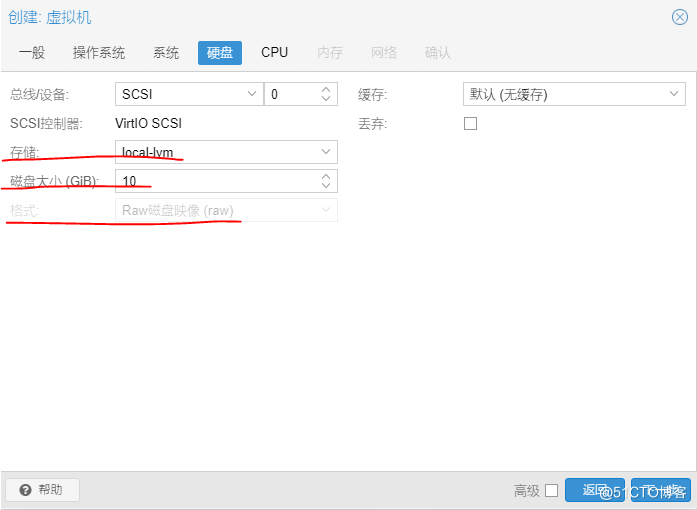 创建: 虚拟机
一般 操作系统 系统 硬盘 CPU 内存 网络 确认
总线/设备: SCSI 0 缓存: 默认 (无缓存)
SCSI控制器: VirtIO SCSI 丢弃:
存储: local-lvm
磁盘大小 (GiB): 10
格式: Raw磁盘映像 (raw)
帮助 高级 返回
@51CTO博客